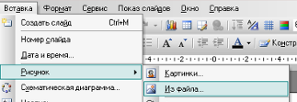 Вставка Формат Сервис Показ слайдов Окно Справка
Создать слайд Ctrl+M
Номер слайда
Дата и время...
Рисунок
Картинки...
Схематическая диаграмма...
Из файла...